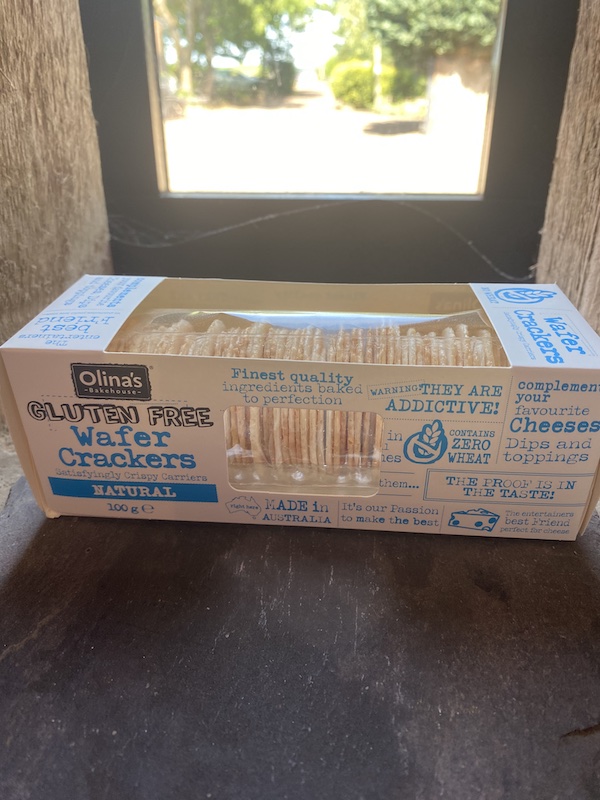 The
entertainers
best
friend
Wafer
Crackers
Olina's
Bakehouse
GLUTEN FREE
Wafer
Crackers
Satisfyingly Crispy Carriers
NATURAL
100 g e
Finest quality
ingredients baked
to perfection
WARNING THEY ARE
ADDICTIVE!
in
CONTAINS
ZERO
WHEAT
them...
MADE in
AUSTRALIA
It's our Passion
to make the best
complement
your
favourite
Cheeses
Dips and
toppings
THE PROOF IS IN
THE TASTE!
The entertainers
best Friend
perfect for cheese